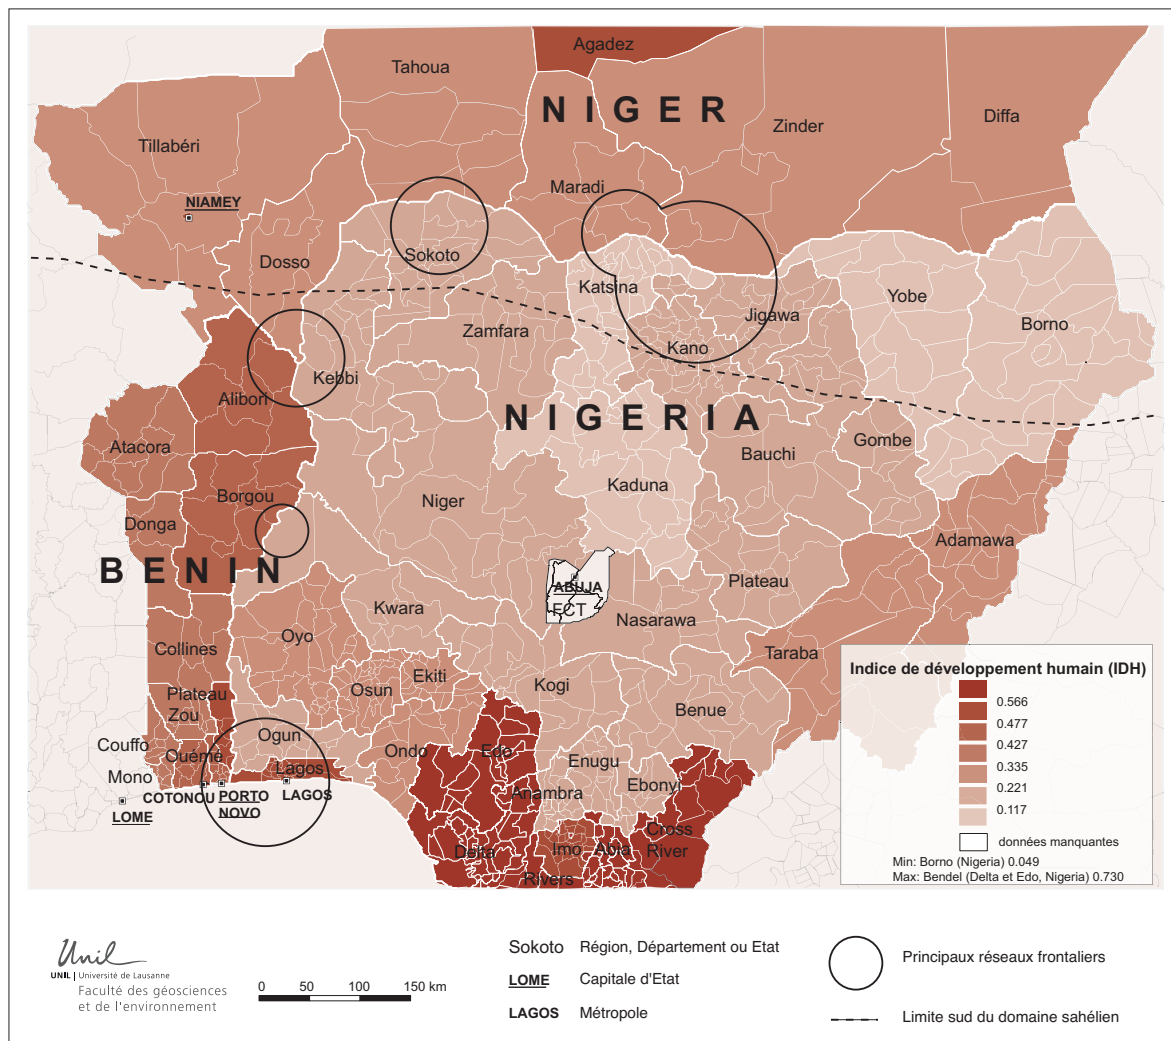 Agadez
Tahoua
NIGER
Diffa
Zinder
Tillabéri
Maradi
NIAMEY
Dosso
Sokoto
Katsina
Yobe
Jigawa
Borno
Zamfara
Kano
Kebbi
Alibori
NIGERIA
Atacora
Gombe
Bauchi
Kaduna
Borgou
Niger
Donga
Adamawa
BENIN
ABUJA
FCT
Plateau
Kwara
Nasarawa
Oyo
Collines
Taraba
Ekiti
Osun
Kogi
Plateau
Zou
Benue
Ogun
Couffo
Ouémé
Ondo
Edo
Enugu
Mono
Lagos
Ebonyi
COTONOU
PORTO
NOVO
LAGOS
Anambra
LOME
Cross
River
Delta
Imo
Abia
Rivers
Indice de développement humain (IDH)
0.566
0.477
0.427
0.335
0.221
0.117
données manquantes
Min: Borno (Nigeria) 0.049
Max: Bendel (Delta et Edo, Nigeria) 0.730
Unil
UNIL | Université de Lausanne
Faculté des géosciences
et de l'environnement
0 50 100 150 km
Sokoto Région, Département ou Etat
LOME Capitale d'Etat
LAGOS Métropole
Principaux réseaux frontaliers
Limite sud du domaine sahélien